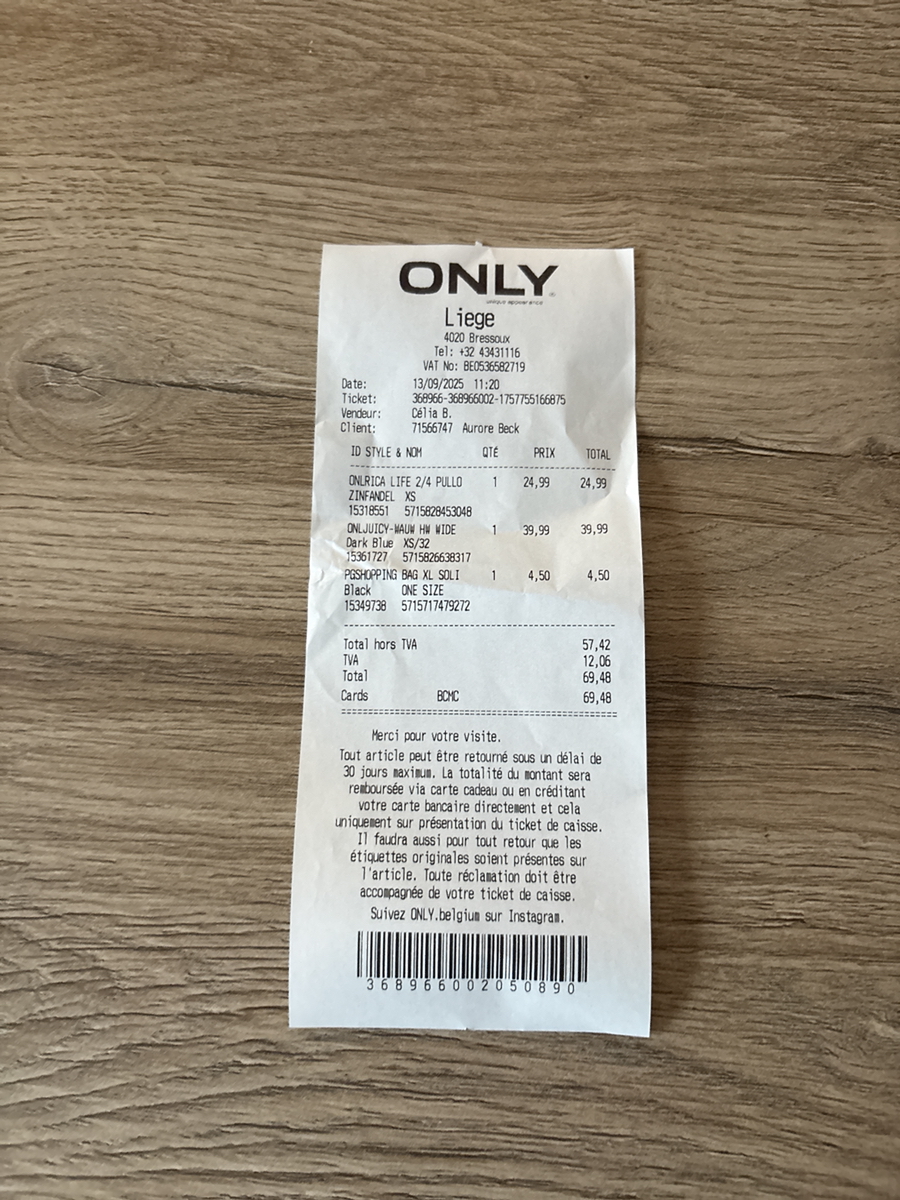 ONLY
Liege
4020 Bressoux
Tel: +32 43431116
VAT No: BE0536582719
Date: 13/09/2025 11:20
Ticket: 368966-368966002-1757755166875
Vendeur: Célia B.
Client: 71566747 Aurore Beck
ID STYLE & NOM QTÉ PRIX TOTAL
ONLRICA LIFE 2/4 PULLO 1 24,99 24,99
ZINFANDEL XS
15318551 5715828453048
ONLJUICY-WAUW HW WIDE 1 39,99 39,99
Dark Blue XS/32
15361727 5715826638317
PGSHOPPING BAG XL SOLI 1 4,50 4,50
Black ONE SIZE
15349738 5715717479272
Total hors TVA 57,42
TVA 12,06
Total 69,48
Cards BCMC 69,48
Merci pour votre visite.
Tout article peut être retourné sous un délai de
30 jours maximum. La totalité du montant sera
remboursée via carte cadeau ou en créditant
votre carte bancaire directement et cela
uniquement sur présentation du ticket de caisse.
Il faudra aussi pour tout retour que les
étiquettes originales soient présentes sur
l'article. Toute réclamation doit être
accompagnée de votre ticket de caisse.
Suivez ONLY.belgium sur Instagram.
368966002050890